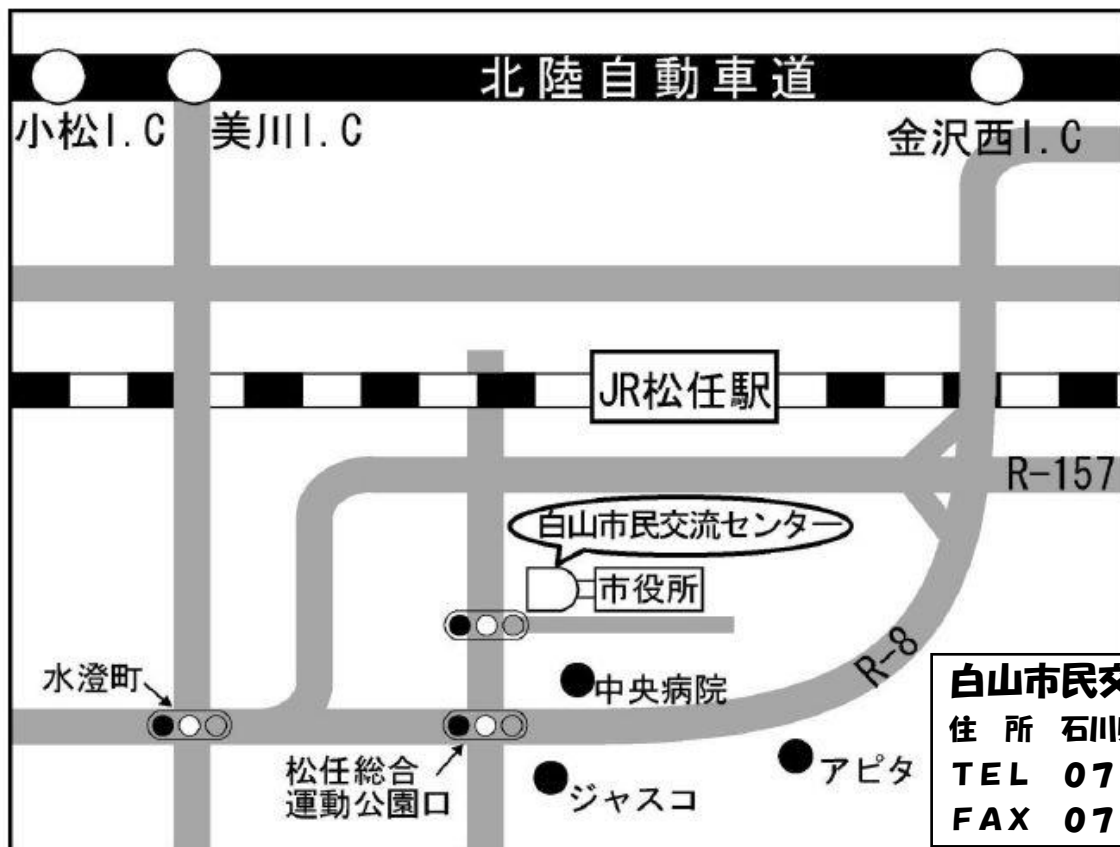 北陸自動車道
小松I.C
美川I.C
金沢西I.C
JR松任駅
R-157
白山市民交流センター
市役所
水澄町
中央病院
R-8
松任総合
運動公園口
ジャスコ
アピタ
白山市民交
住 所 石川
TEL 07
FAX 07